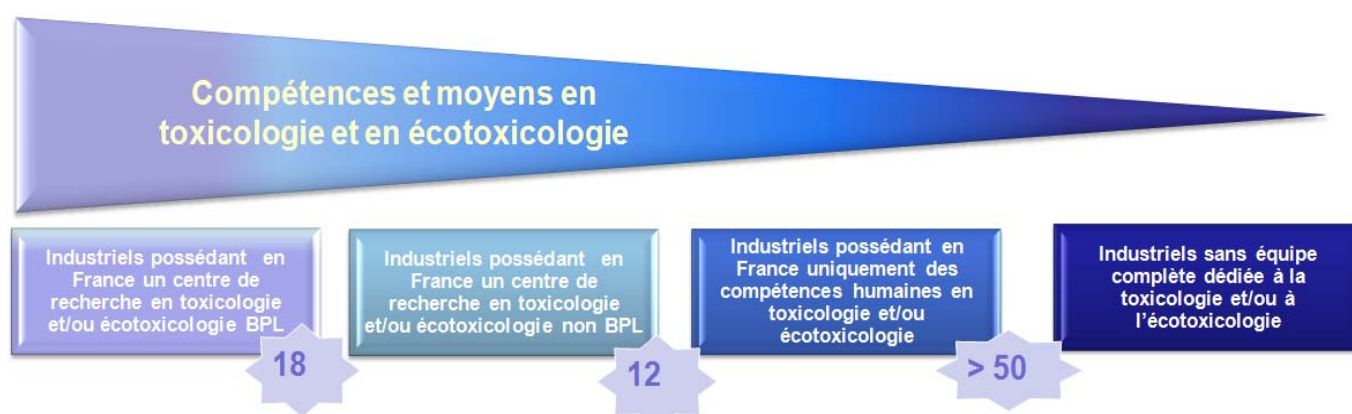 Compétences et moyens en
toxicologie et en écotoxicologie
Industriels possédant en
France un centre de
recherche en toxicologie
et/ou écotoxicologie BPL
18
Industriels possédant en
France un centre de
recherche en toxicologie
et/ou écotoxicologie non BPL
12
Industriels possédant en
France uniquement des
compétences humaines en
toxicologie et/ou
écotoxicologie
> 50
Industriels sans équipe
complète dédiée à la
toxicologie et/ou à
l'écotoxicologie